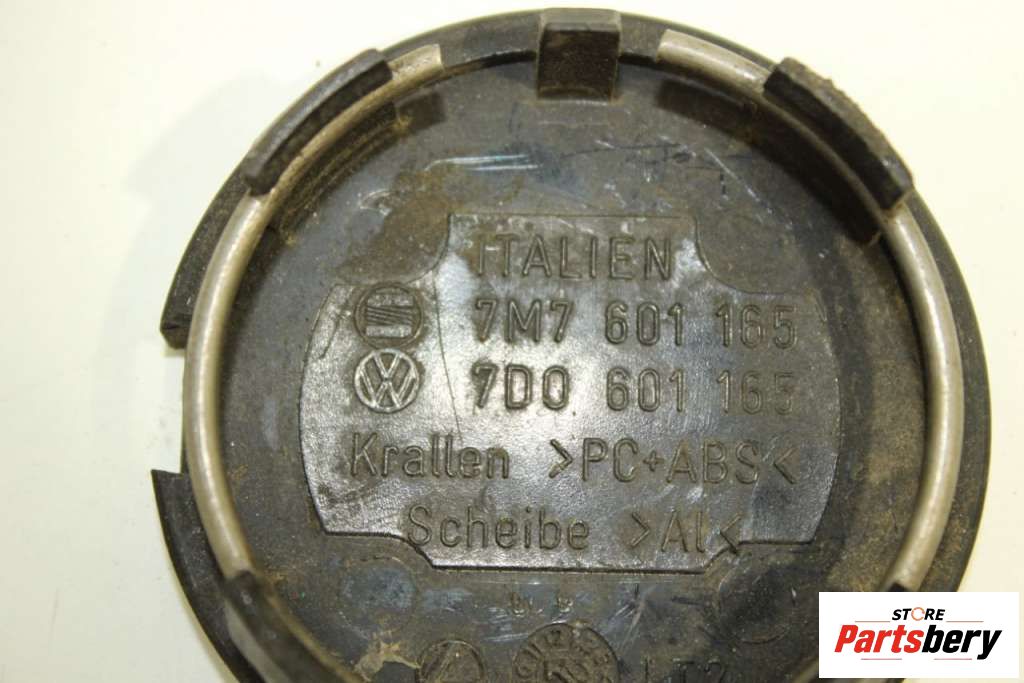 ITALIEN
7M7 601 165
7D0 601 165
Krallen >PC+ABS<
Scheibe >Al<
STORE
Partsbery